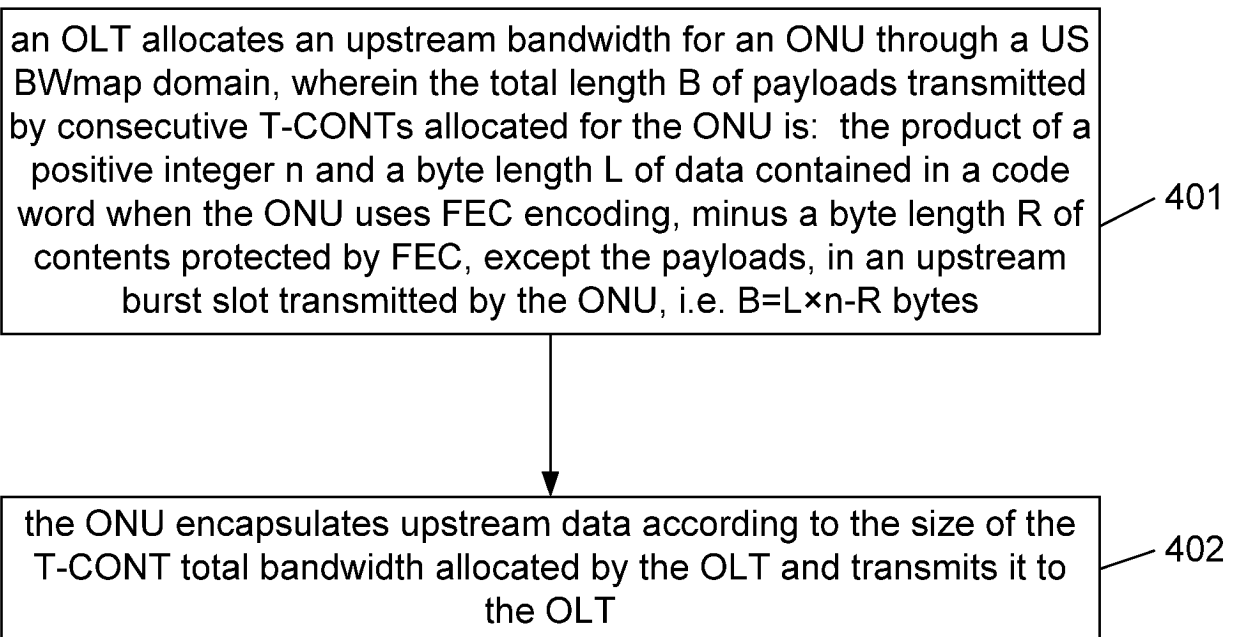 an OLT allocates an upstream bandwidth for an ONU through a US
BWmap domain, wherein the total length B of payloads transmitted
by consecutive T-CONTs allocated for the ONU is: the product of a
positive integer n and a byte length L of data contained in a code
word when the ONU uses FEC encoding, minus a byte length R of
contents protected by FEC, except the payloads, in an upstream
burst slot transmitted by the ONU, i.e. B=L×n-R bytes
401
the ONU encapsulates upstream data according to the size of the
T-CONT total bandwidth allocated by the OLT and transmits it to
the OLT
402